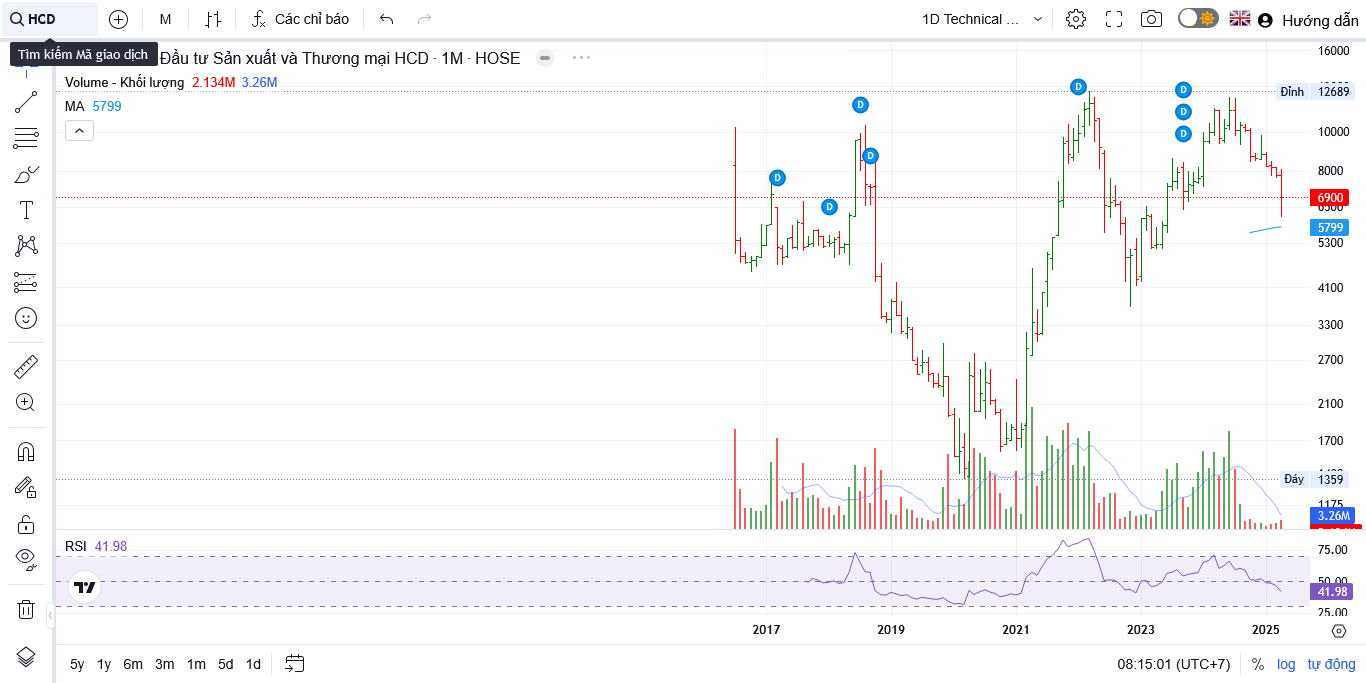 HCD
M
Các chỉ báo
1D Technical ...
Hướng dẫn
Tìm kiếm Mã giao dịch
Đầu tư Sản xuất và Thương mại HCD · 1M · HOSE
Volume - Khối lượng 2.134M 3.26M
MA 5799
D
D
D
D
D
D
D
D
16000
Đỉnh 12689
10000
8000
6900
5799
5300
4100
3300
2700
2100
1700
Đáy 1359
1175
3.26M
RSI 41.98
75.00
50.00
41.98
25.00
2017 2019 2021 2023 2025
5y 1y 6m 3m 1m 5d 1d
08:15:01 (UTC+7) % log tự động